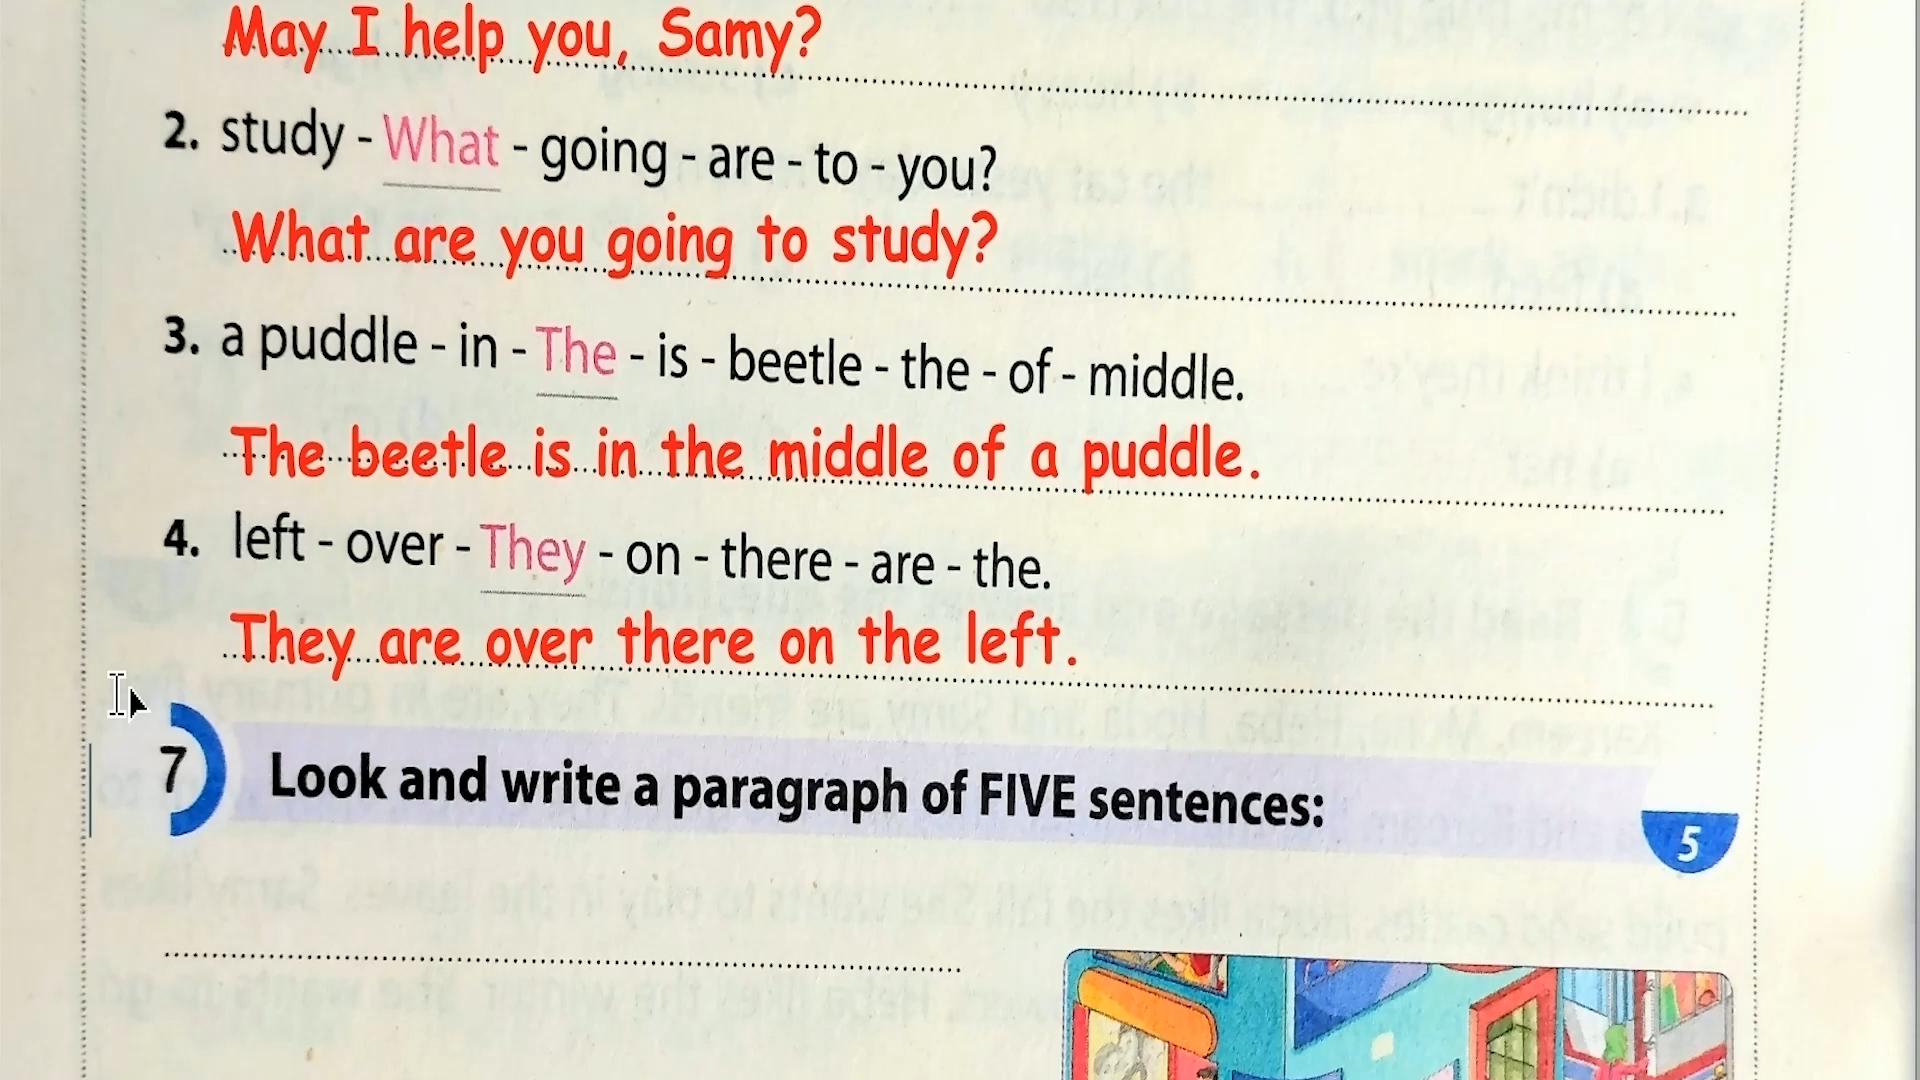 May I help you, Samy?
2. study - What - going - are - to - you?
What are you going to study?
3. a puddle - in - The - is - beetle - the - of - middle.
The beetle is in the middle of a puddle.
4. left - over - They - on - there - are - the.
They are over there on the left.
7 Look and write a paragraph of FIVE sentences:
5